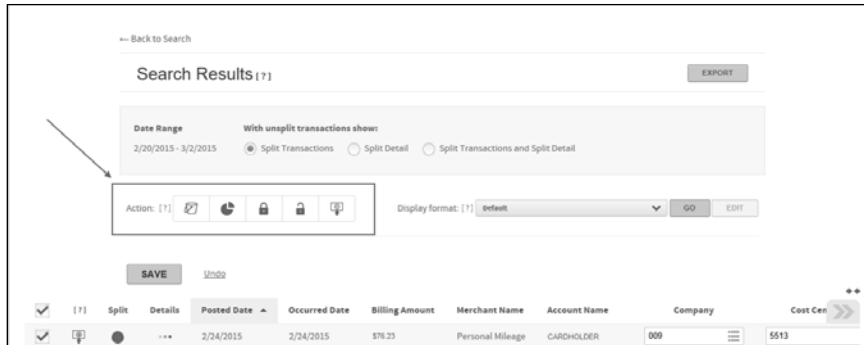 ← Back to Search
Search Results [?]
EXPORT
Date Range With unsplit transactions show:
2/20/2015 - 3/2/2015 Split Transactions Split Detail Split Transactions and Split Detail
Action: [?] Display format: [?] Default GO EDIT
SAVE Undo
[?] Split Details Posted Date Occurred Date Billing Amount Merchant Name Account Name Company Cost Cen
2/24/2015 2/24/2015 $76.23 Personal Mileage CARDHOLDER 009 5513